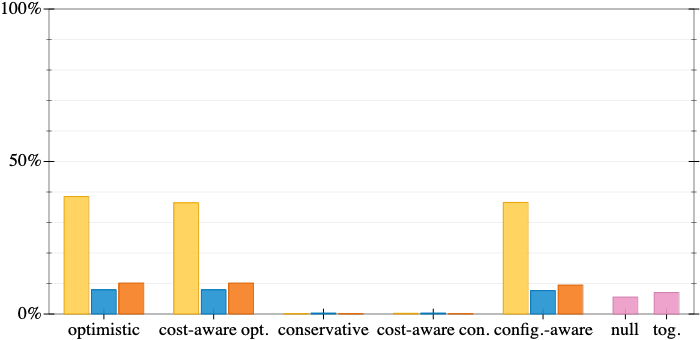 100%
50%
0%
optimistic cost-aware opt. conservative cost-aware con. config.-aware null tog.